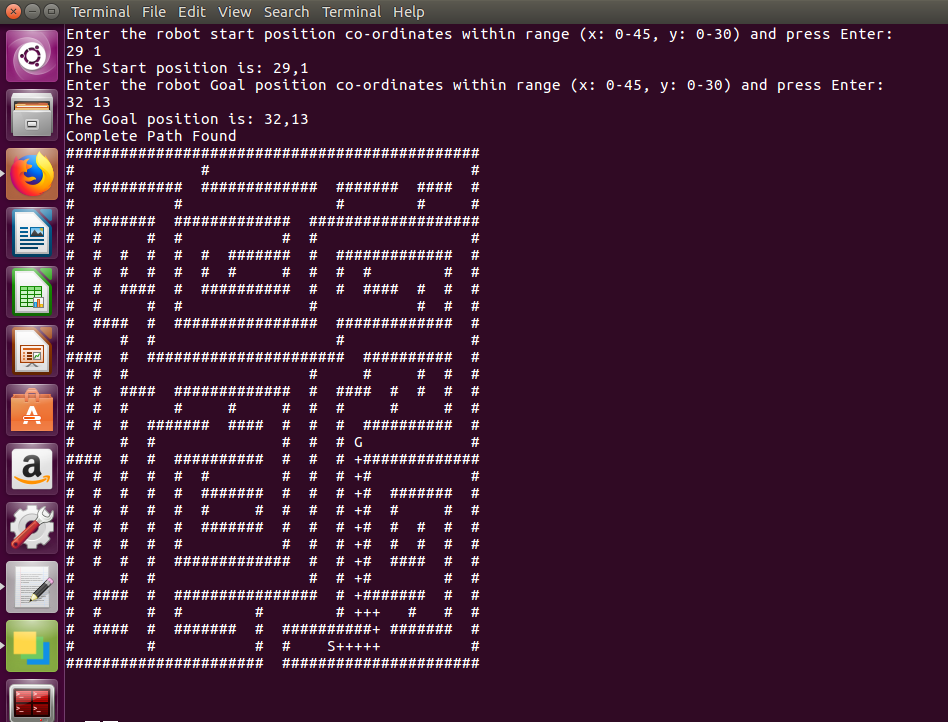 Terminal File Edit View Search Terminal Help
Enter the robot start position co-ordinates within range (x: 0-45, y: 0-30) and press Enter:
29 1
The Start position is: 29,1
Enter the robot Goal position co-ordinates within range (x: 0-45, y: 0-30) and press Enter:
32 13
The Goal position is: 32,13
Complete Path Found
##############################################
#              #                             #
#  ##########  #############  #######  ####  #
#           #                 #        #     #
#  #######  #############  ###################
#  #     #  #           #  #                 #
#  #  #  #  #  #  #######  #  #############  #
#  #  #  #  #  #  #     #  #  #  #        #  #
#  #  ####  #  ##########  #  #  ####  #  #  #
#  #     #  #              #           #  #  #
#  ####  #  ################  #############  #
#     #  #                    #              #
####  #  ######################  ##########  #
#  #  #                    #     #     #  #  #
#  #  ####  #############  #  ####  #  #  #  #
#  #  #     #     #     #  #  #     #     #  #
#  #  #  #######  ####  #  #  #  ##########  #
#     #  #              #  #  # G            #
####  #  #  ##########  #  #  # +#############
#  #  #  #  #  #        #  #  # +#           #
#  #  #  #  #  #######  #  #  # +#  #######  #
#  #  #  #  #  #     #  #  #  # +#  #     #  #
#  #  #  #  #  #######  #  #  # +#  #  #  #  #
#  #  #  #  #           #  #  # +#  #  #  #  #
#  #  #  #  #############  #  # +#  ####  #  #
#     #  #                 #  # +#        #  #
#  ####  #  ################  # +#######  #  #
#  #     #  #        #        # +++   #   #  #
#  ####  #  #######  #  ##########+ #######  #
#        #           #  #    S+++++          #
######################  ######################